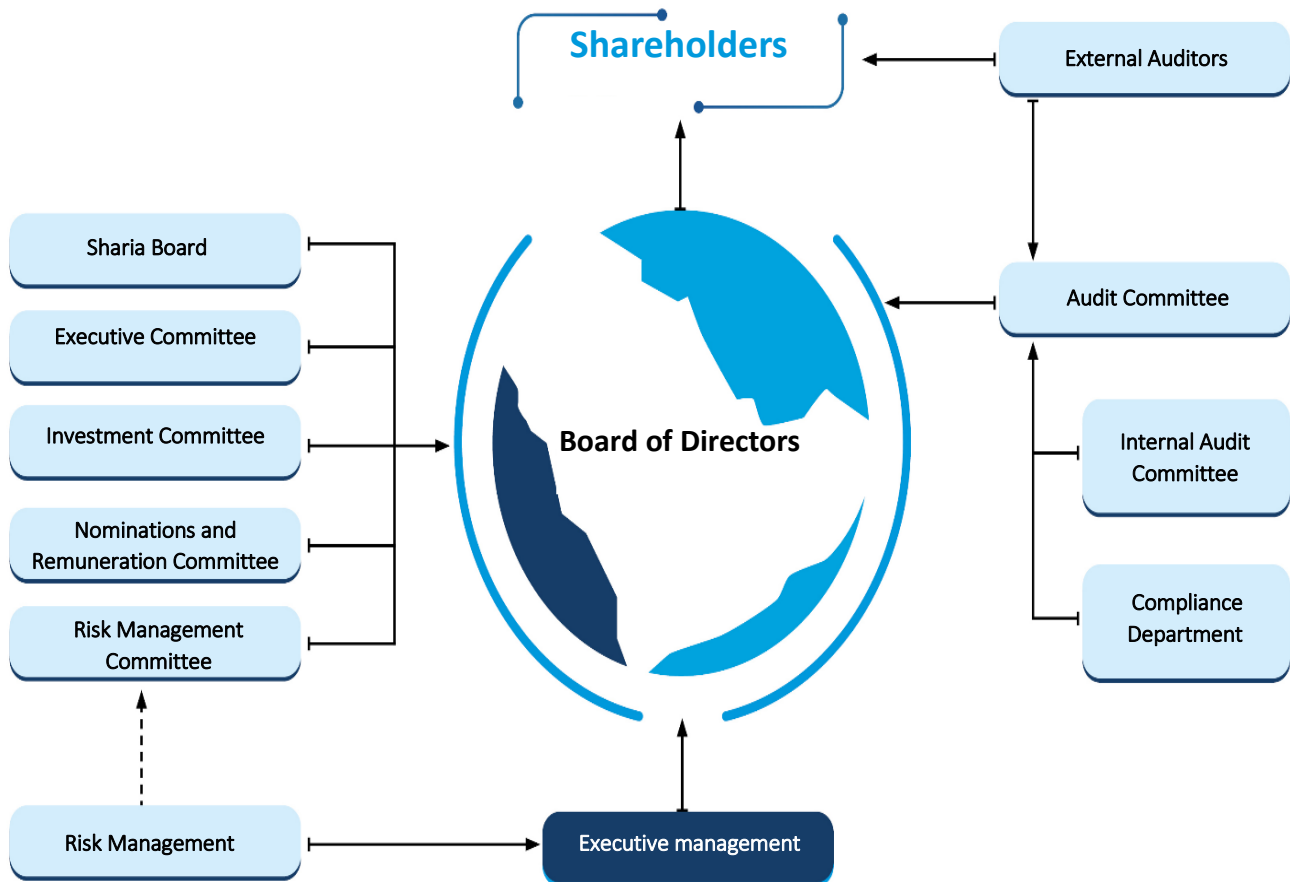 Shareholders
External Auditors
Sharia Board
Audit Committee
Executive Committee
Investment Committee
Board of Directors
Internal Audit
Committee
Nominations and
Remuneration Committee
Compliance
Department
Risk Management
Committee
Risk Management
Executive management